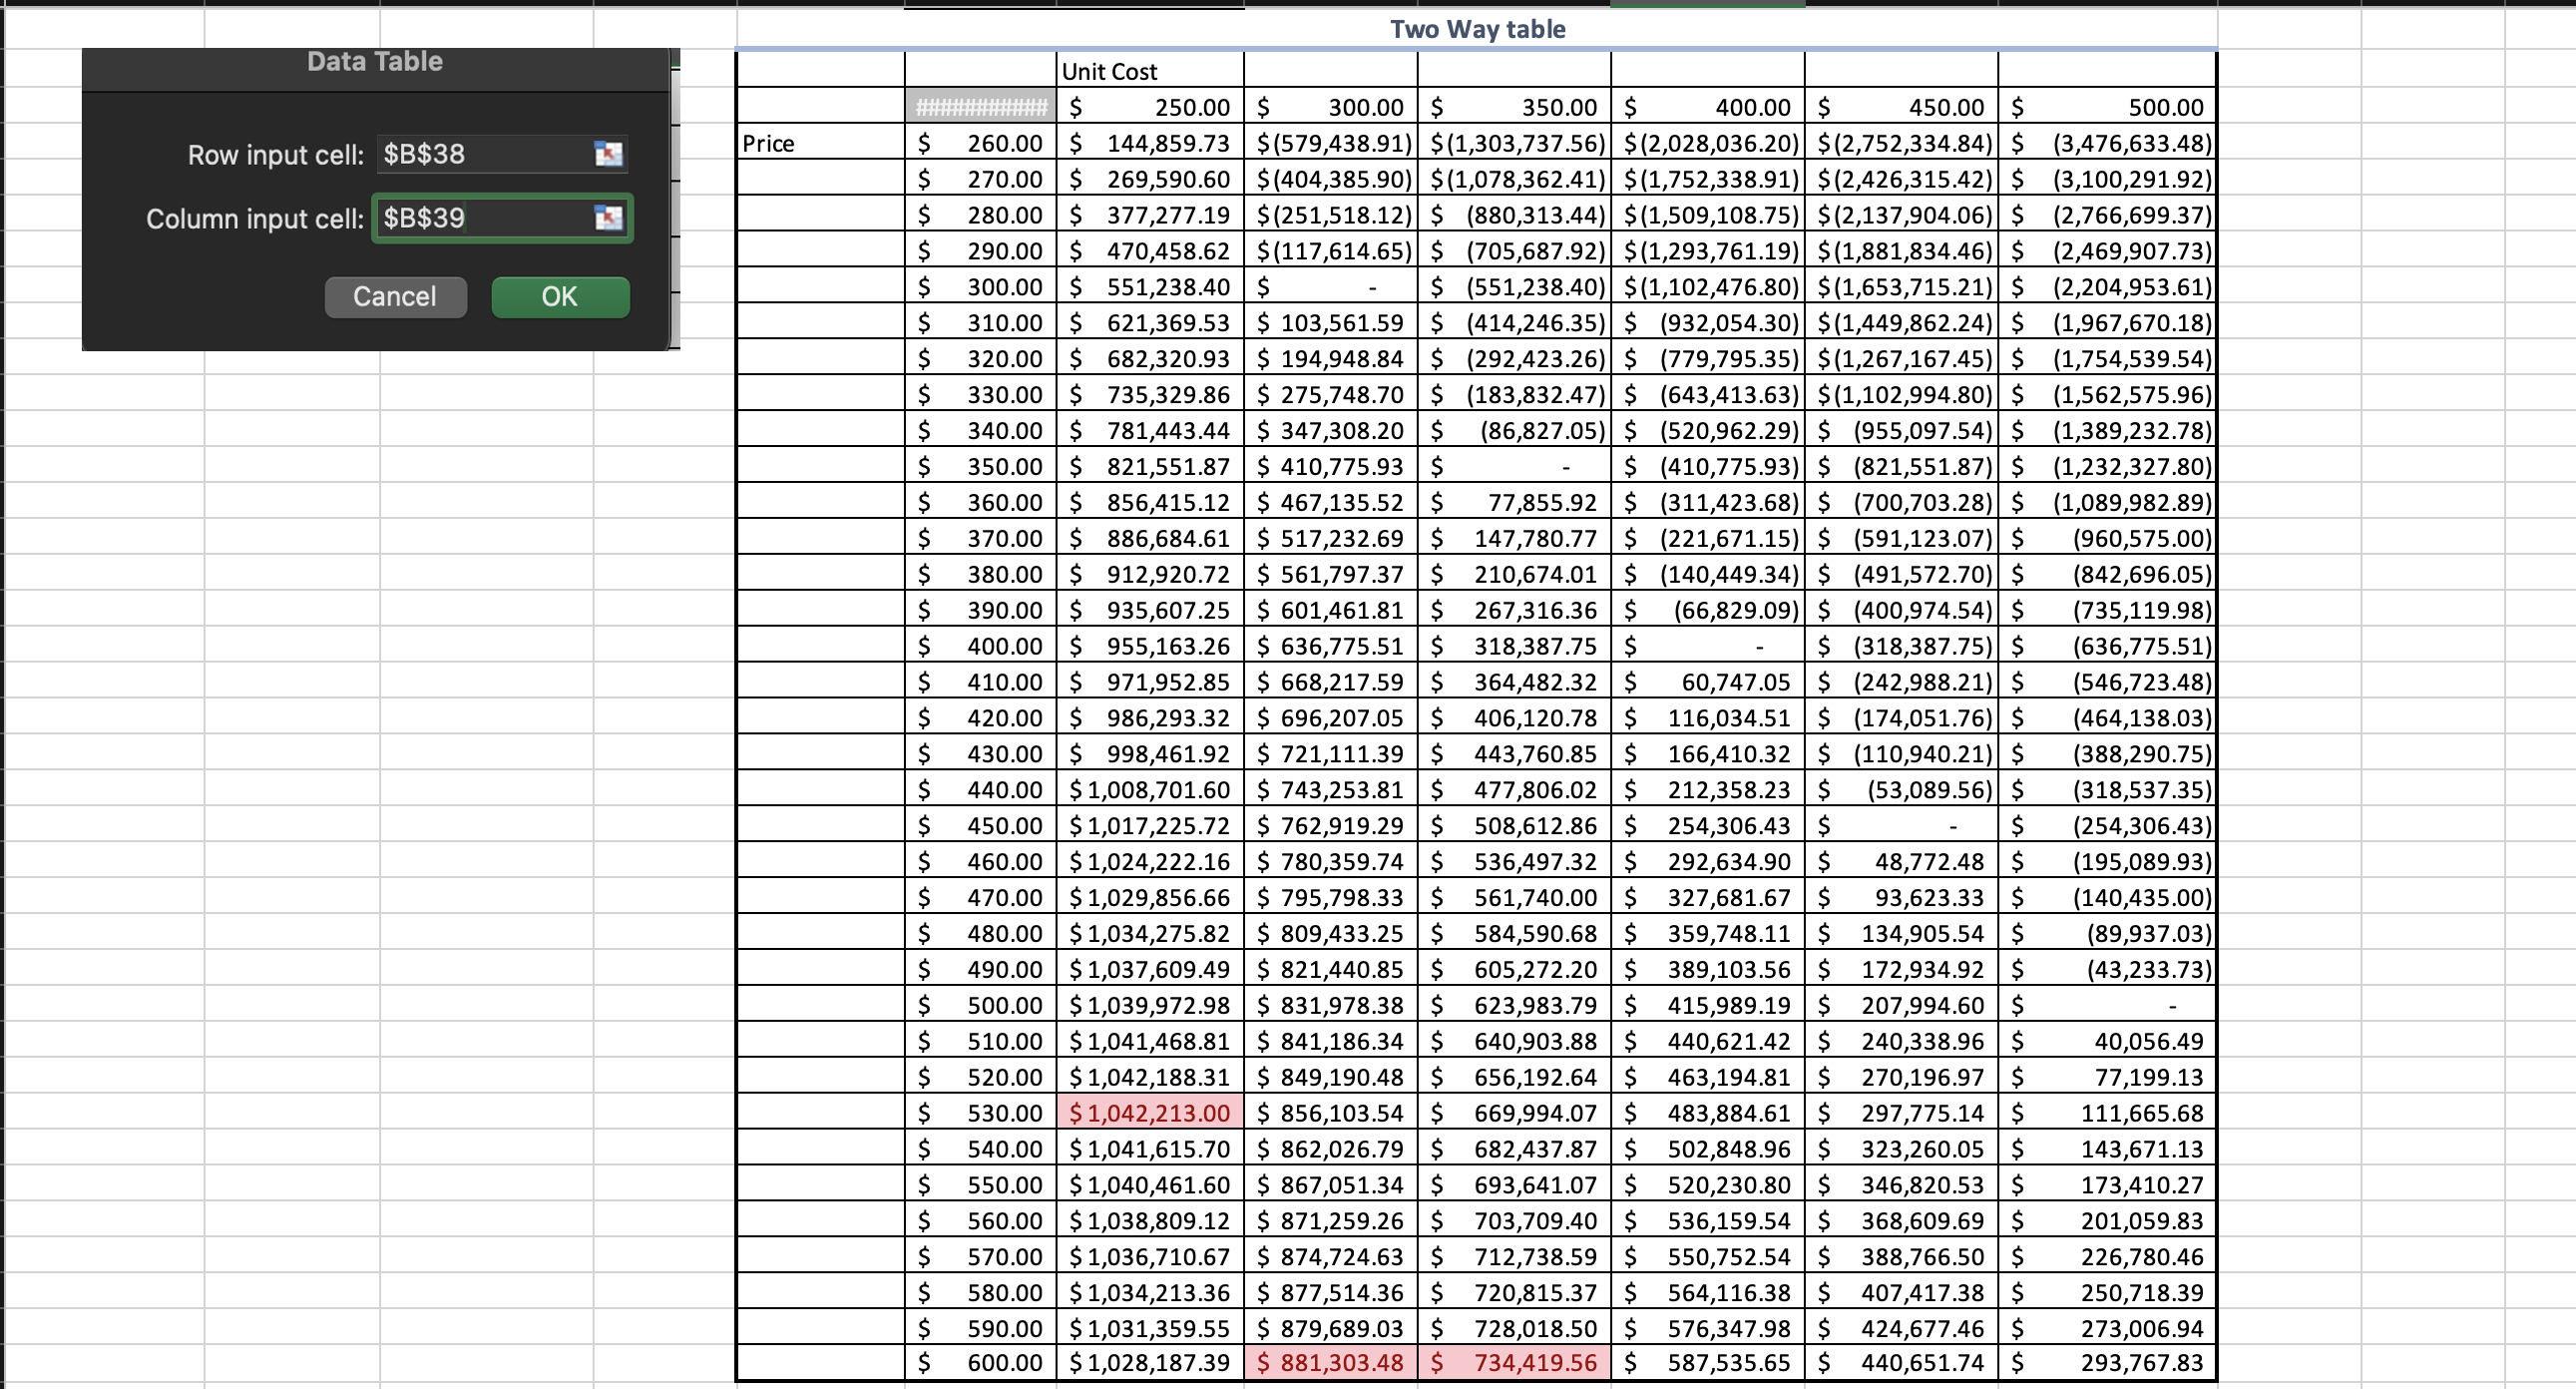 Two Way table
Data Table
Row input cell: $B$38
Column input cell: $B$39
Cancel OK
Unit Cost
############ $ 250.00 $ 300.00 $ 350.00 $ 400.00 $ 450.00 $ 500.00
Price $ 260.00 $ 144,859.73 $(579,438.91) $(1,303,737.56) $(2,028,036.20) $(2,752,334.84) $ (3,476,633.48)
$ 270.00 $ 269,590.60 $(404,385.90) $(1,078,362.41) $(1,752,338.91) $(2,426,315.42) $ (3,100,291.92)
$ 280.00 $ 377,277.19 $(251,518.12) $ (880,313.44) $(1,509,108.75) $(2,137,904.06) $ (2,766,699.37)
$ 290.00 $ 470,458.62 $(117,614.65) $ (705,687.92) $(1,293,761.19) $(1,881,834.46) $ (2,469,907.73)
$ 300.00 $ 551,238.40 $ - $ (551,238.40) $(1,102,476.80) $(1,653,715.21) $ (2,204,953.61)
$ 310.00 $ 621,369.53 $ 103,561.59 $ (414,246.35) $ (932,054.30) $(1,449,862.24) $ (1,967,670.18)
$ 320.00 $ 682,320.93 $ 194,948.84 $ (292,423.26) $ (779,795.35) $(1,267,167.45) $ (1,754,539.54)
$ 330.00 $ 735,329.86 $ 275,748.70 $ (183,832.47) $ (643,413.63) $(1,102,994.80) $ (1,562,575.96)
$ 340.00 $ 781,443.44 $ 347,308.20 $ (86,827.05) $ (520,962.29) $ (955,097.54) $ (1,389,232.78)
$ 350.00 $ 821,551.87 $ 410,775.93 $ - $ (410,775.93) $ (821,551.87) $ (1,232,327.80)
$ 360.00 $ 856,415.12 $ 467,135.52 $ 77,855.92 $ (311,423.68) $ (700,703.28) $ (1,089,982.89)
$ 370.00 $ 886,684.61 $ 517,232.69 $ 147,780.77 $ (221,671.15) $ (591,123.07) $ (960,575.00)
$ 380.00 $ 912,920.72 $ 561,797.37 $ 210,674.01 $ (140,449.34) $ (491,572.70) $ (842,696.05)
$ 390.00 $ 935,607.25 $ 601,461.81 $ 267,316.36 $ (66,829.09) $ (400,974.54) $ (735,119.98)
$ 400.00 $ 955,163.26 $ 636,775.51 $ 318,387.75 $ - $ (318,387.75) $ (636,775.51)
$ 410.00 $ 971,952.85 $ 668,217.59 $ 364,482.32 $ 60,747.05 $ (242,988.21) $ (546,723.48)
$ 420.00 $ 986,293.32 $ 696,207.05 $ 406,120.78 $ 116,034.51 $ (174,051.76) $ (464,138.03)
$ 430.00 $ 998,461.92 $ 721,111.39 $ 443,760.85 $ 166,410.32 $ (110,940.21) $ (388,290.75)
$ 440.00 $ 1,008,701.60 $ 743,253.81 $ 477,806.02 $ 212,358.23 $ (53,089.56) $ (318,537.35)
$ 450.00 $ 1,017,225.72 $ 762,919.29 $ 508,612.86 $ 254,306.43 $ - $ (254,306.43)
$ 460.00 $ 1,024,222.16 $ 780,359.74 $ 536,497.32 $ 292,634.90 $ 48,772.48 $ (195,089.93)
$ 470.00 $ 1,029,856.66 $ 795,798.33 $ 561,740.00 $ 327,681.67 $ 93,623.33 $ (140,435.00)
$ 480.00 $ 1,034,275.82 $ 809,433.25 $ 584,590.68 $ 359,748.11 $ 134,905.54 $ (89,937.03)
$ 490.00 $ 1,037,609.49 $ 821,440.85 $ 605,272.20 $ 389,103.56 $ 172,934.92 $ (43,233.73)
$ 500.00 $ 1,039,972.98 $ 831,978.38 $ 623,983.79 $ 415,989.19 $ 207,994.60 $ -
$ 510.00 $ 1,041,468.81 $ 841,186.34 $ 640,903.88 $ 440,621.42 $ 240,338.96 $ 40,056.49
$ 520.00 $ 1,042,188.31 $ 849,190.48 $ 656,192.64 $ 463,194.81 $ 270,196.97 $ 77,199.13
$ 530.00 $ 1,042,213.00 $ 856,103.54 $ 669,994.07 $ 483,884.61 $ 297,775.14 $ 111,665.68
$ 540.00 $ 1,041,615.70 $ 862,026.79 $ 682,437.87 $ 502,848.96 $ 323,260.05 $ 143,671.13
$ 550.00 $ 1,040,461.60 $ 867,051.34 $ 693,641.07 $ 520,230.80 $ 346,820.53 $ 173,410.27
$ 560.00 $ 1,038,809.12 $ 871,259.26 $ 703,709.40 $ 536,159.54 $ 368,609.69 $ 201,059.83
$ 570.00 $ 1,036,710.67 $ 874,724.63 $ 712,738.59 $ 550,752.54 $ 388,766.50 $ 226,780.46
$ 580.00 $ 1,034,213.36 $ 877,514.36 $ 720,815.37 $ 564,116.38 $ 407,417.38 $ 250,718.39
$ 590.00 $ 1,031,359.55 $ 879,689.03 $ 728,018.50 $ 576,347.98 $ 424,677.46 $ 273,006.94
$ 600.00 $ 1,028,187.39 $ 881,303.48 $ 734,419.56 $ 587,535.65 $ 440,651.74 $ 293,767.83